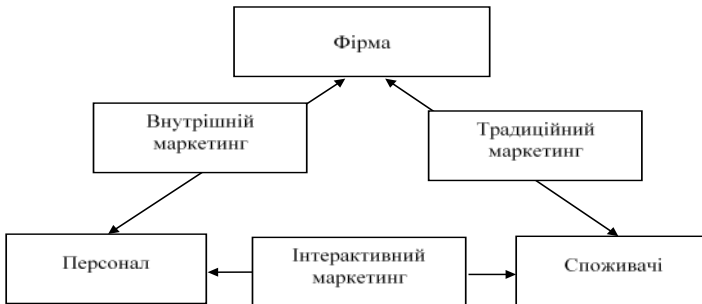 Фірма
Внутрішній
маркетинг
Традиційний
маркетинг
Персонал
Інтерактивний
маркетинг
Споживачі